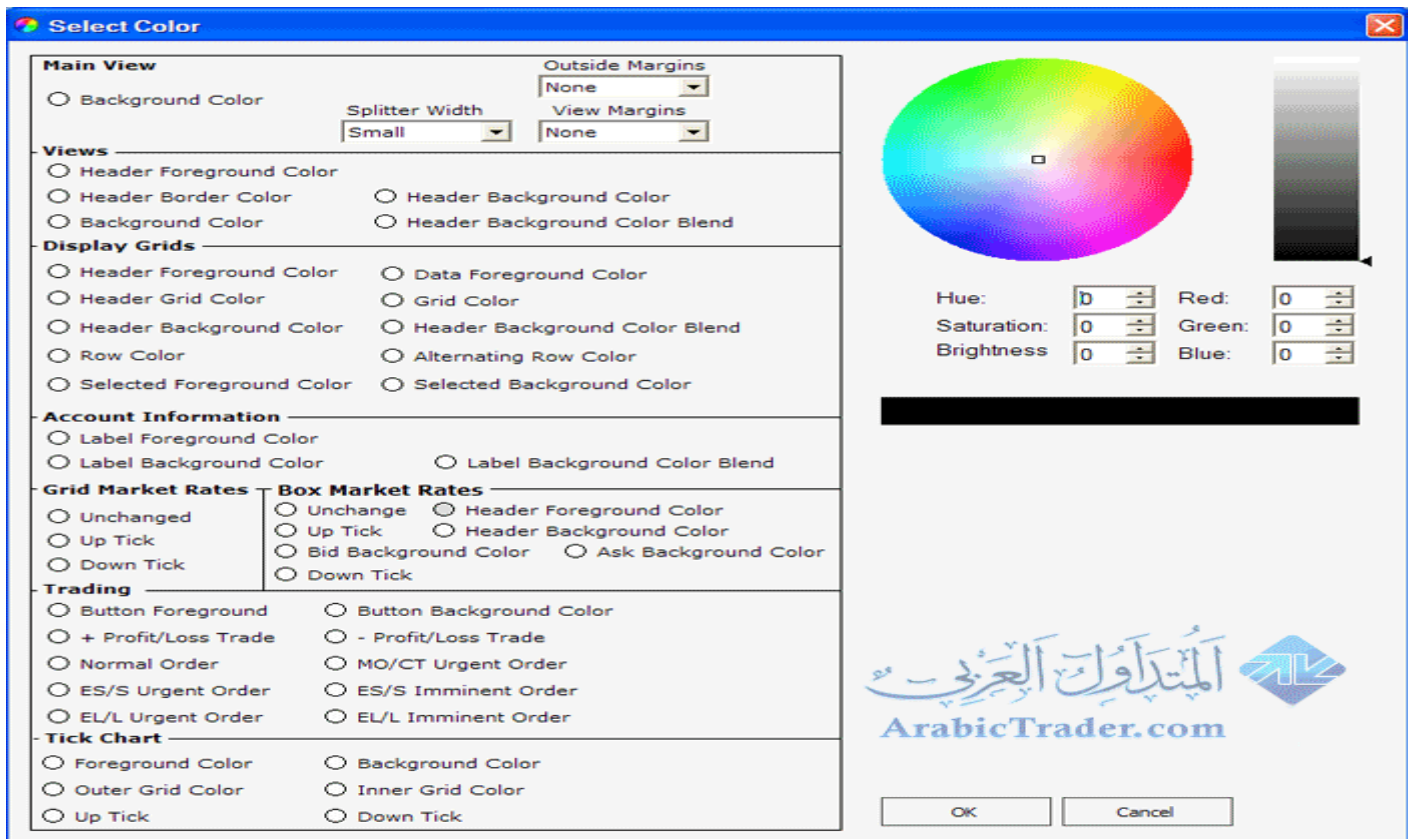 Select Color
Main View
Outside Margins
Background Color
None
Splitter Width
View Margins
Small
None
Views
Header Foreground Color
Header Border Color
Header Background Color
Background Color
Header Background Color Blend
Display Grids
Header Foreground Color
Data Foreground Color
Header Grid Color
Grid Color
Header Background Color
Header Background Color Blend
Row Color
Alternating Row Color
Selected Foreground Color
Selected Background Color
Account Information
Label Foreground Color
Label Background Color
Label Background Color Blend
Grid Market Rates
Unchanged
Up Tick
Down Tick
Box Market Rates
Unchange
Header Foreground Color
Up Tick
Header Background Color
Bid Background Color
Ask Background Color
Down Tick
Trading
Button Foreground
Button Background Color
+ Profit/Loss Trade
- Profit/Loss Trade
Normal Order
MO/CT Urgent Order
ES/S Urgent Order
ES/S Imminent Order
EL/L Urgent Order
EL/L Imminent Order
Tick Chart
Foreground Color
Background Color
Outer Grid Color
Inner Grid Color
Up Tick
Down Tick
Hue: 0 Red: 0
Saturation: 0 Green: 0
Brightness 0 Blue: 0
المُتَدَاوِلُ العَرَبِي
ArabicTrader.com
OK
Cancel